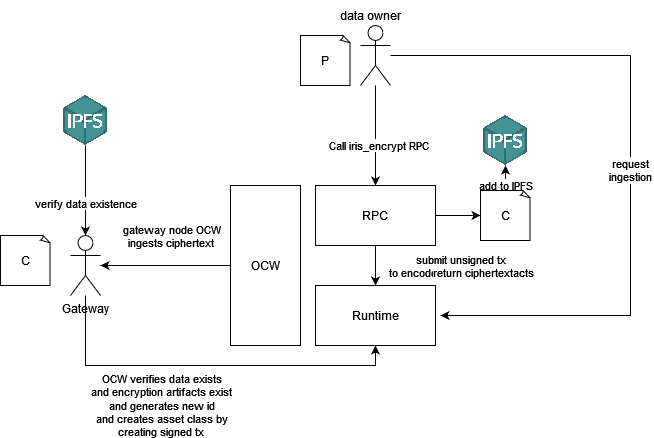 data owner
P
IPFS
IPFS
Call iris_encrypt RPC
request
ingestion
add to IPFS
verify data existence
RPC
C
gateway node OCW
ingests ciphertext
C
OCW
submit unsigned tx
to encodreturn ciphertextacts
Gateway
Runtime
OCW verifies data exists
and encryption artifacts exist
and generates new id
and creates asset class by
creating signed tx